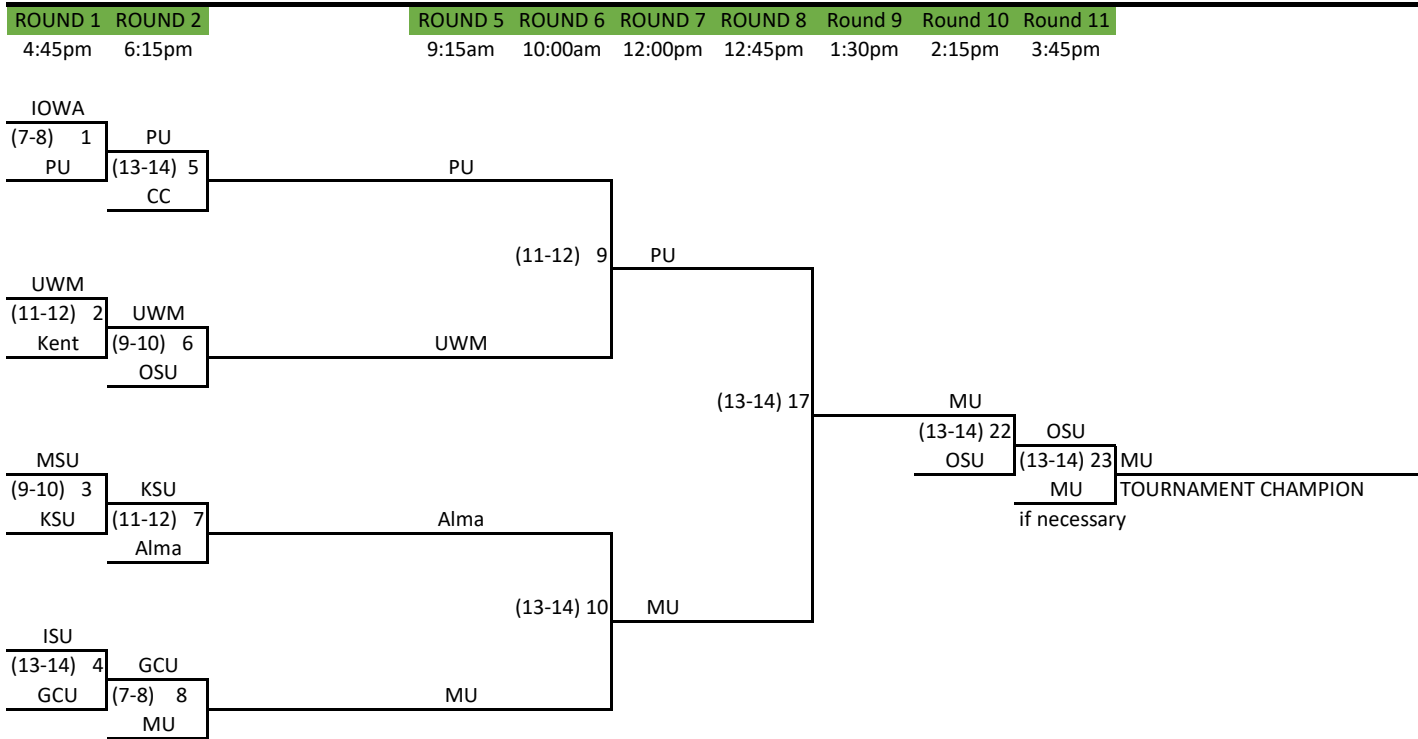 ROUND 1 ROUND 2 ROUND 5 ROUND 6 ROUND 7 ROUND 8 Round 9 Round 10 Round 11
4:45pm 6:15pm 9:15am 10:00am 12:00pm 12:45pm 1:30pm 2:15pm 3:45pm
IOWA
(7-8) 1 PU
PU (13-14) 5 PU
CC
(11-12) 9 PU
UWM
(11-12) 2 UWM
Kent (9-10) 6 UWM
OSU
(13-14) 17 MU
(13-14) 22 OSU
MSU OSU (13-14) 23 MU
(9-10) 3 KSU MU TOURNAMENT CHAMPION
KSU (11-12) 7 Alma if necessary
Alma
(13-14) 10 MU
ISU
(13-14) 4 GCU
GCU (7-8) 8 MU
MU